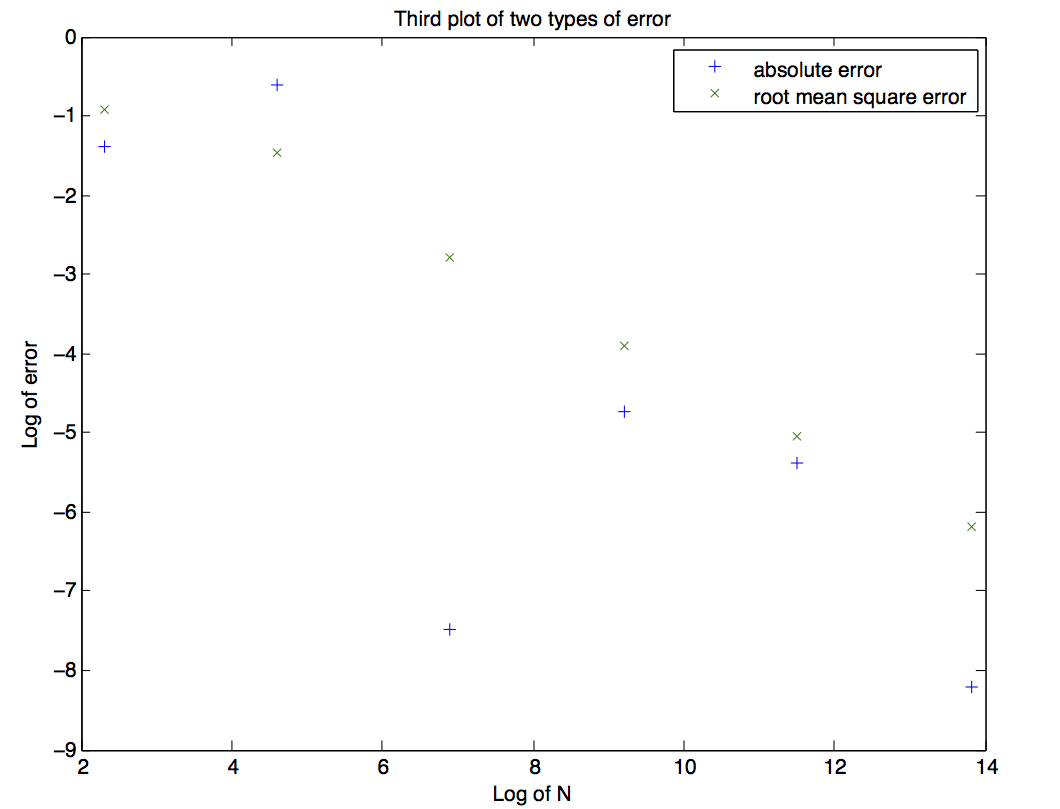 Third plot of two types of error
absolute error
root mean square error
0
−1
−2
−3
−4
−5
−6
−7
−8
−9
Log of error
2 4 6 8 10 12 14
Log of N